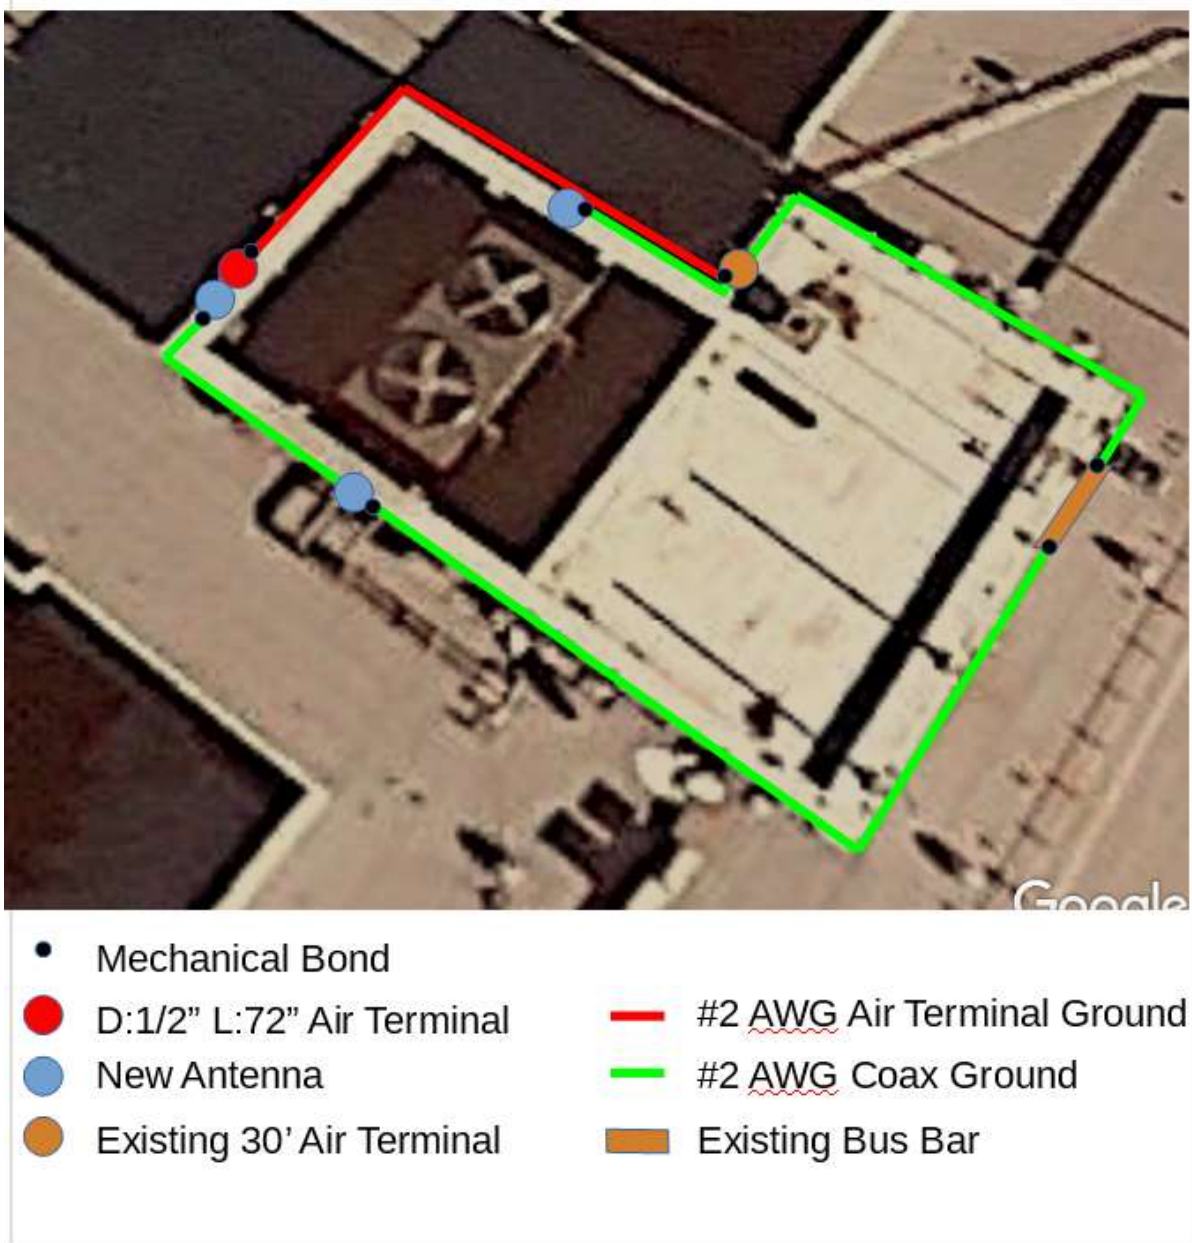 Google
Mechanical Bond
D:1/2” L:72” Air Terminal
#2 AWG Air Terminal Ground
New Antenna
#2 AWG Coax Ground
Existing 30’ Air Terminal
Existing Bus Bar